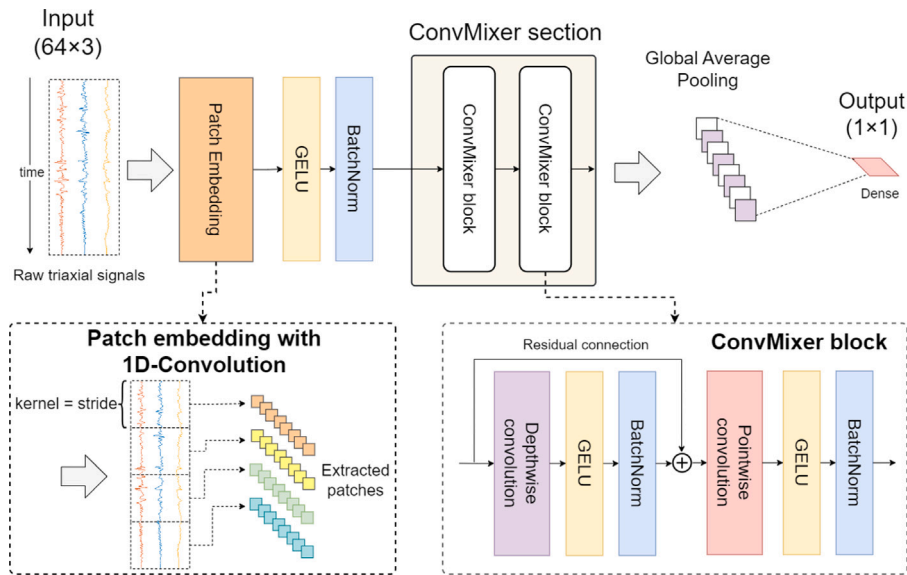 Input
(64×3)
time
Raw triaxial signals
Patch Embedding
GELU
BatchNorm
ConvMixer section
ConvMixer block
ConvMixer block
Global Average
Pooling
Output
(1×1)
Dense
Patch embedding with
1D-Convolution
kernel = stride
Extracted
patches
ConvMixer block
Residual connection
Depthwise
convolution
GELU
BatchNorm
Pointwise
convolution
GELU
BatchNorm